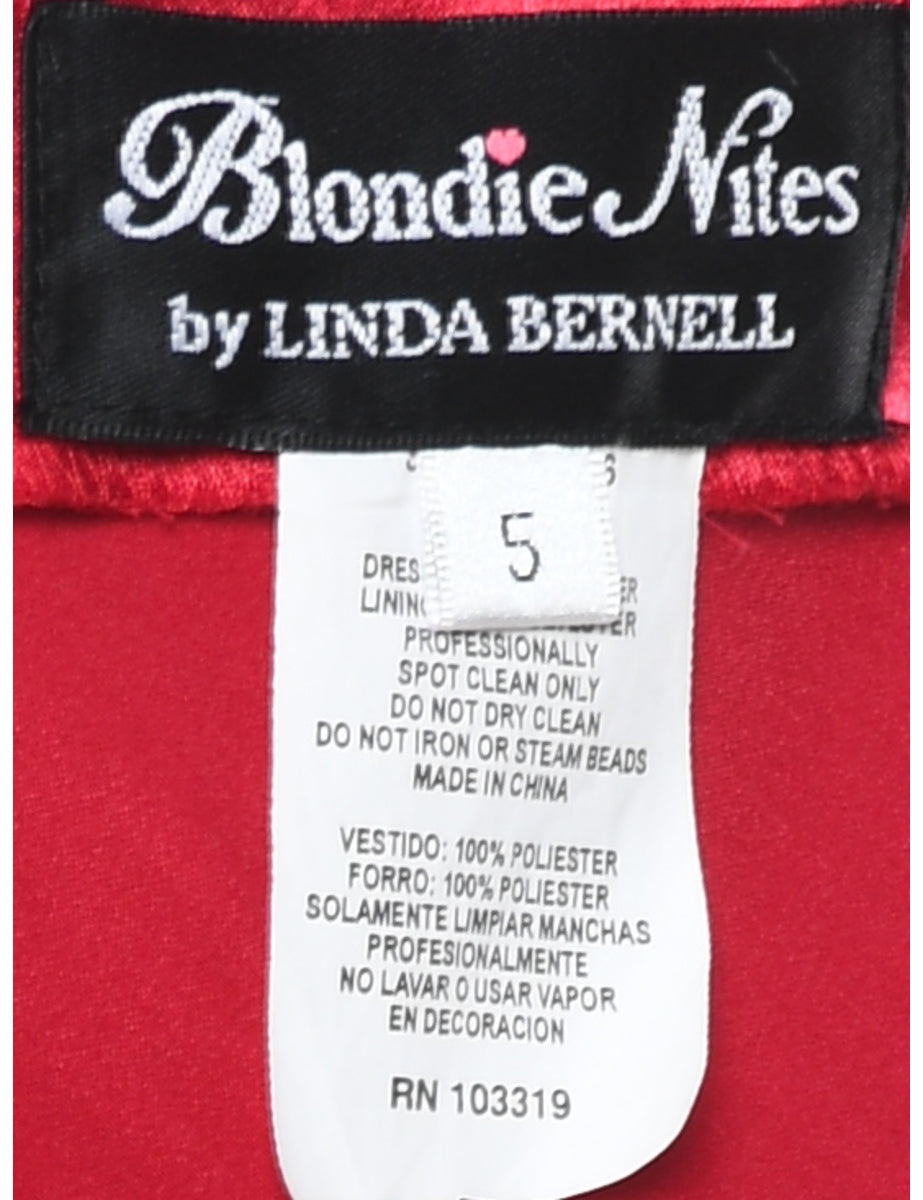 Blondie Nites
by LINDA BERNELL
5
DRES
LININ
PROFESSIONALLY
SPOT CLEAN ONLY
DO NOT DRY CLEAN
DO NOT IRON OR STEAM BEADS
MADE IN CHINA
VESTIDO: 100% POLIESTER
FORRO: 100% POLIESTER
SOLAMENTE LIMPIAR MANCHAS
PROFESIONALMENTE
NO LAVAR O USAR VAPOR
EN DECORACION
RN 103319